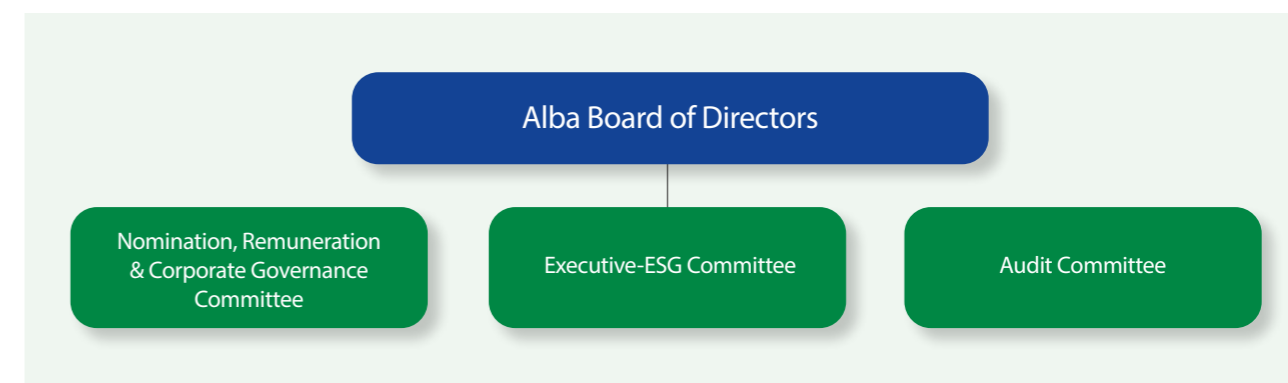 Alba Board of Directors
Nomination, Remuneration
& Corporate Governance
Committee
Executive-ESG Committee
Audit Committee